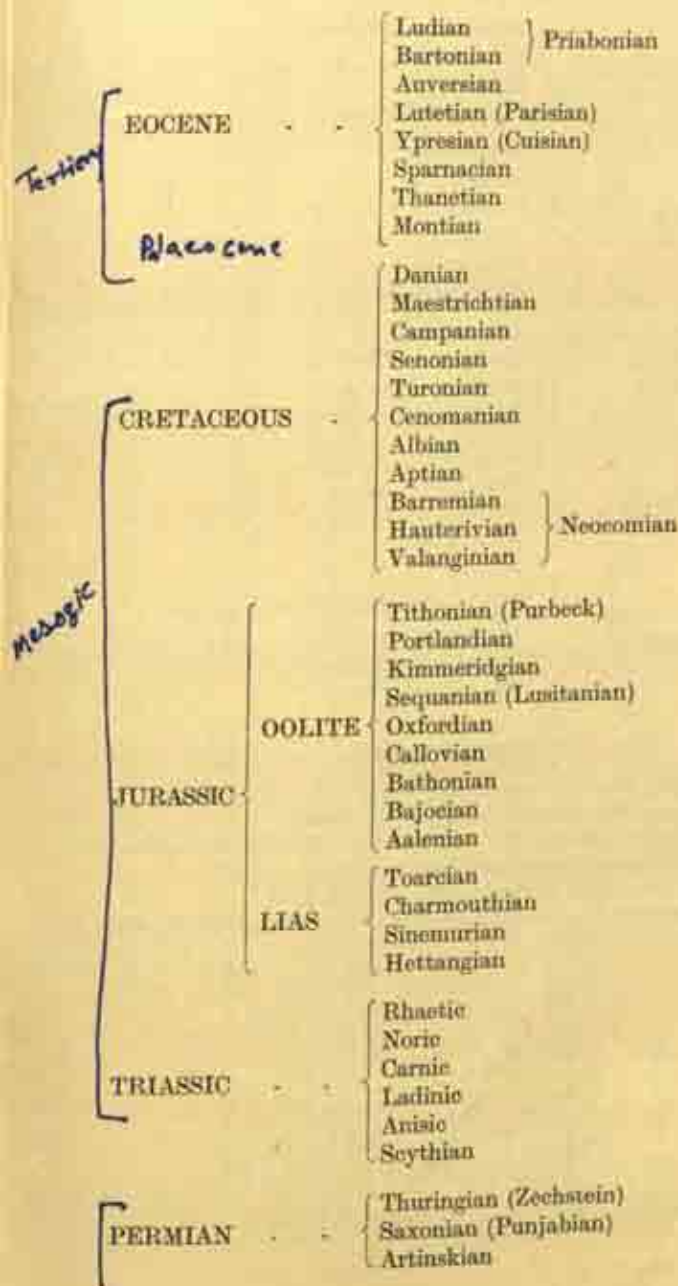 Ludian
Bartonian } Priabonian
Auversian
Tertiery EOCENE - - Lutetian (Parisian)
Ypresian (Cuisian)
Sparnacian
Thanetian
Palaeocene Montian
Danian
Maestrichtian
Campanian
Senonian
Turonian
CRETACEOUS - Cenomanian
Albian
Aptian
Barremian
Hauterivian } Neocomian
Valanginian
Mesozic
Tithonian (Purbeck)
Portlandian
Kimmeridgian
Sequanian (Lusitanian)
OOLITE Oxfordian
Callovian
JURASSIC Bathonian
Bajocian
Aalenian
Toarcian
Charmouthian
LIAS Sinemurian
Hettangian
Rhaetic
Noric
Carnic
TRIASSIC - - Ladinic
Anisic
Scythian
Thuringian (Zechstein)
PERMIAN - - Saxonian (Punjabian)
Artinskian